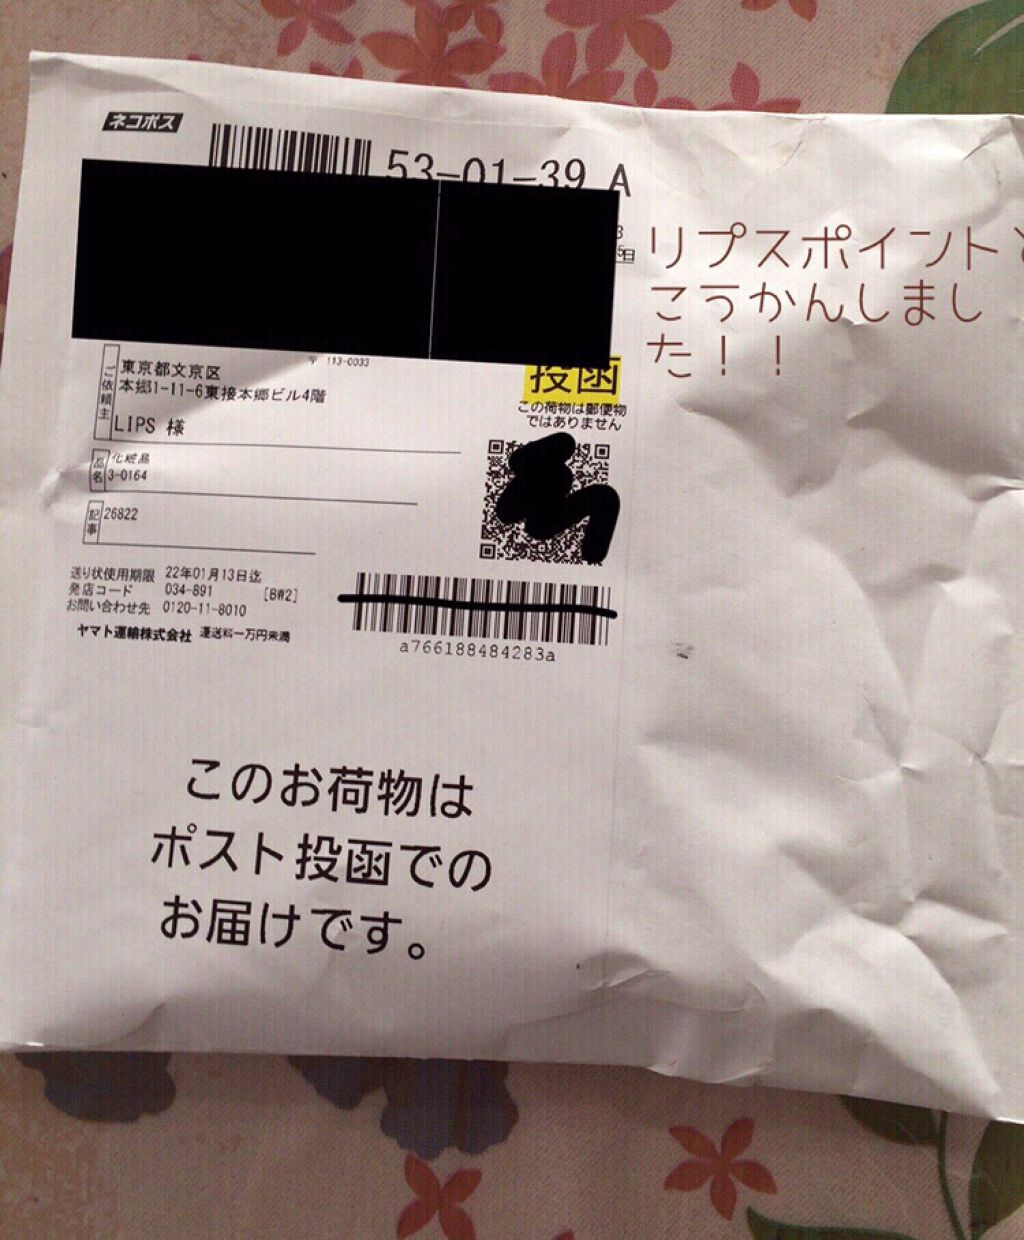 ネコポス
53-01-39 A
リプスポイントと
こうかんしまし
た！！
〒 113-0033
ご依頼主
東京都文京区
本郷1-11-6東接本郷ビル4階
LIPS 様
投函
この荷物は郵便物
ではありません
品名
化粧品
3-0164
記事
26822
送り状使用期限 22年01月13日迄
発店コード 034-891 [B#2]
お問い合わせ先 0120-11-8010
ヤマト運輸株式会社 運送料一万円未満
a766188484283a
このお荷物は
ポスト投函での
お届けです。